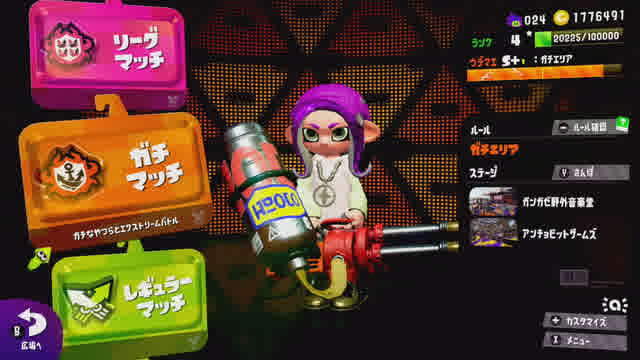 リーグ
マッチ
ガチ
マッチ
ガチなヤツらとエクストリームバトル
レギュラー
マッチ
B
広場へ
024
1776491
ランク
4
20225/100000
ウデマエ S+ : ガチエリア
ルール
ルール確認
ガチエリア
ステージ
Y さんぽ
ガンガゼ野外音楽堂
アンチョビットゲームズ
+ カスタマイズ
X メニュー